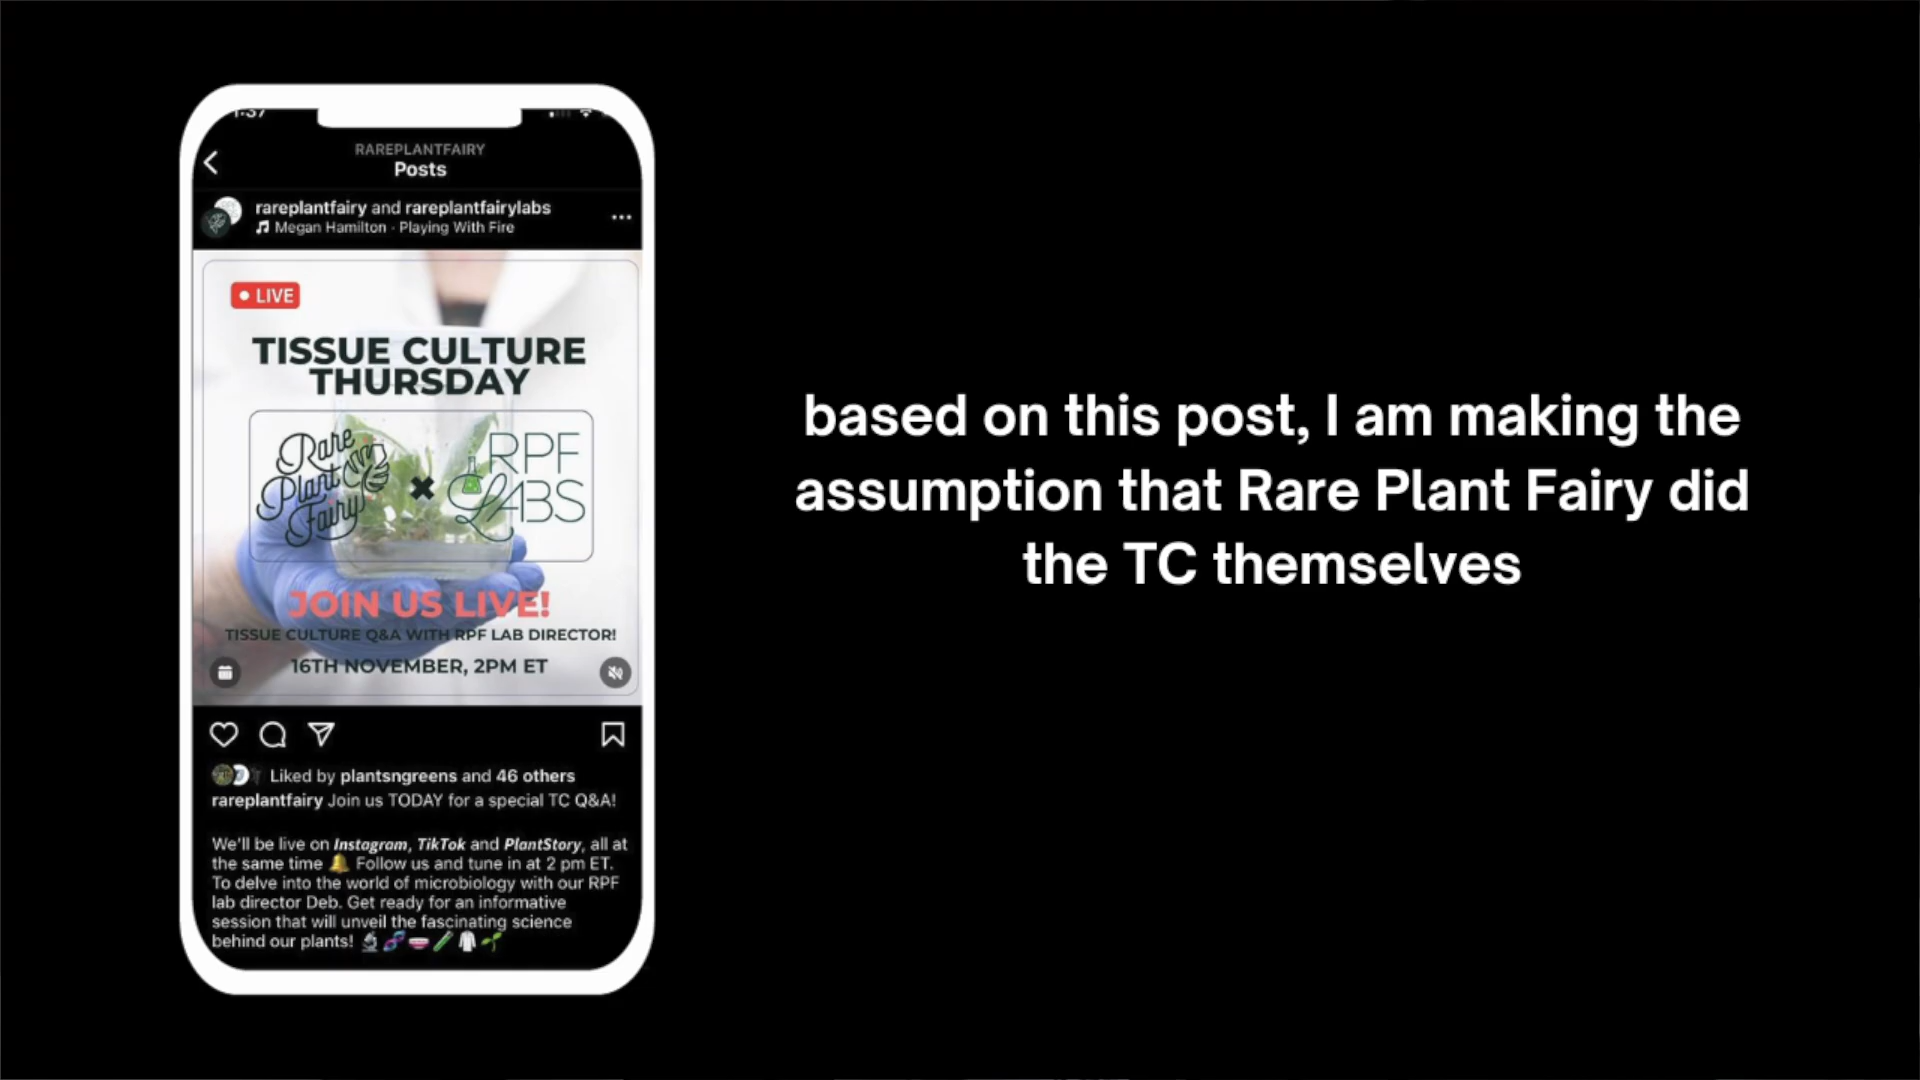 1:37
RAREPLANTFAIRY
Posts
rareplantfairy and rareplantfairylabs
Megan Hamilton · Playing With Fire
LIVE
TISSUE CULTURE
THURSDAY
Rare
Plant
Fairy
RPF
LABS
JOIN US LIVE!
TISSUE CULTURE Q&A WITH RPF LAB DIRECTOR!
16TH NOVEMBER, 2PM ET
Liked by plantsngreens and 46 others
rareplantfairy Join us TODAY for a special TC Q&A!
We'll be live on Instagram, TikTok and PlantStory, all at
the same time 🔔 Follow us and tune in at 2 pm ET.
To delve into the world of microbiology with our RPF
lab director Deb. Get ready for an informative
session that will unveil the fascinating science
behind our plants! 🔬🧬🧫🧪🥼🌱
based on this post, I am making the
assumption that Rare Plant Fairy did
the TC themselves